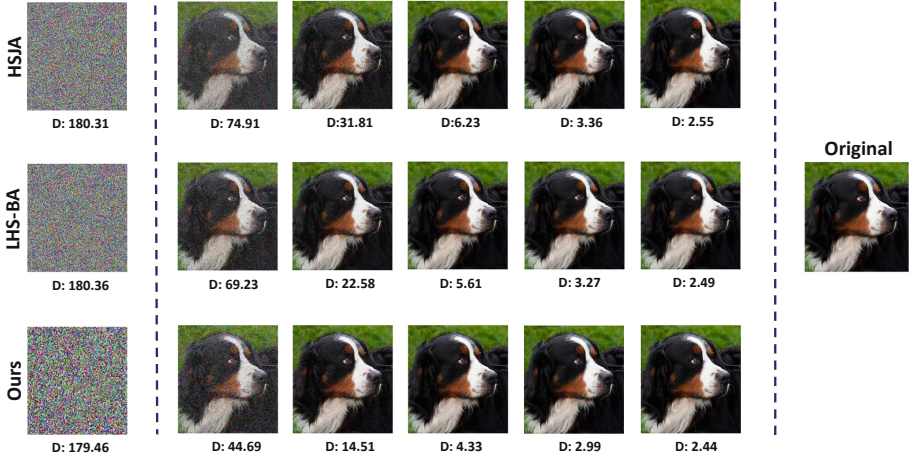 HSJA
D: 180.31
D: 74.91
D:31.81
D:6.23
D: 3.36
D: 2.55
LHS-BA
D: 180.36
D: 69.23
D: 22.58
D: 5.61
D: 3.27
D: 2.49
Ours
D: 179.46
D: 44.69
D: 14.51
D: 4.33
D: 2.99
D: 2.44
Original